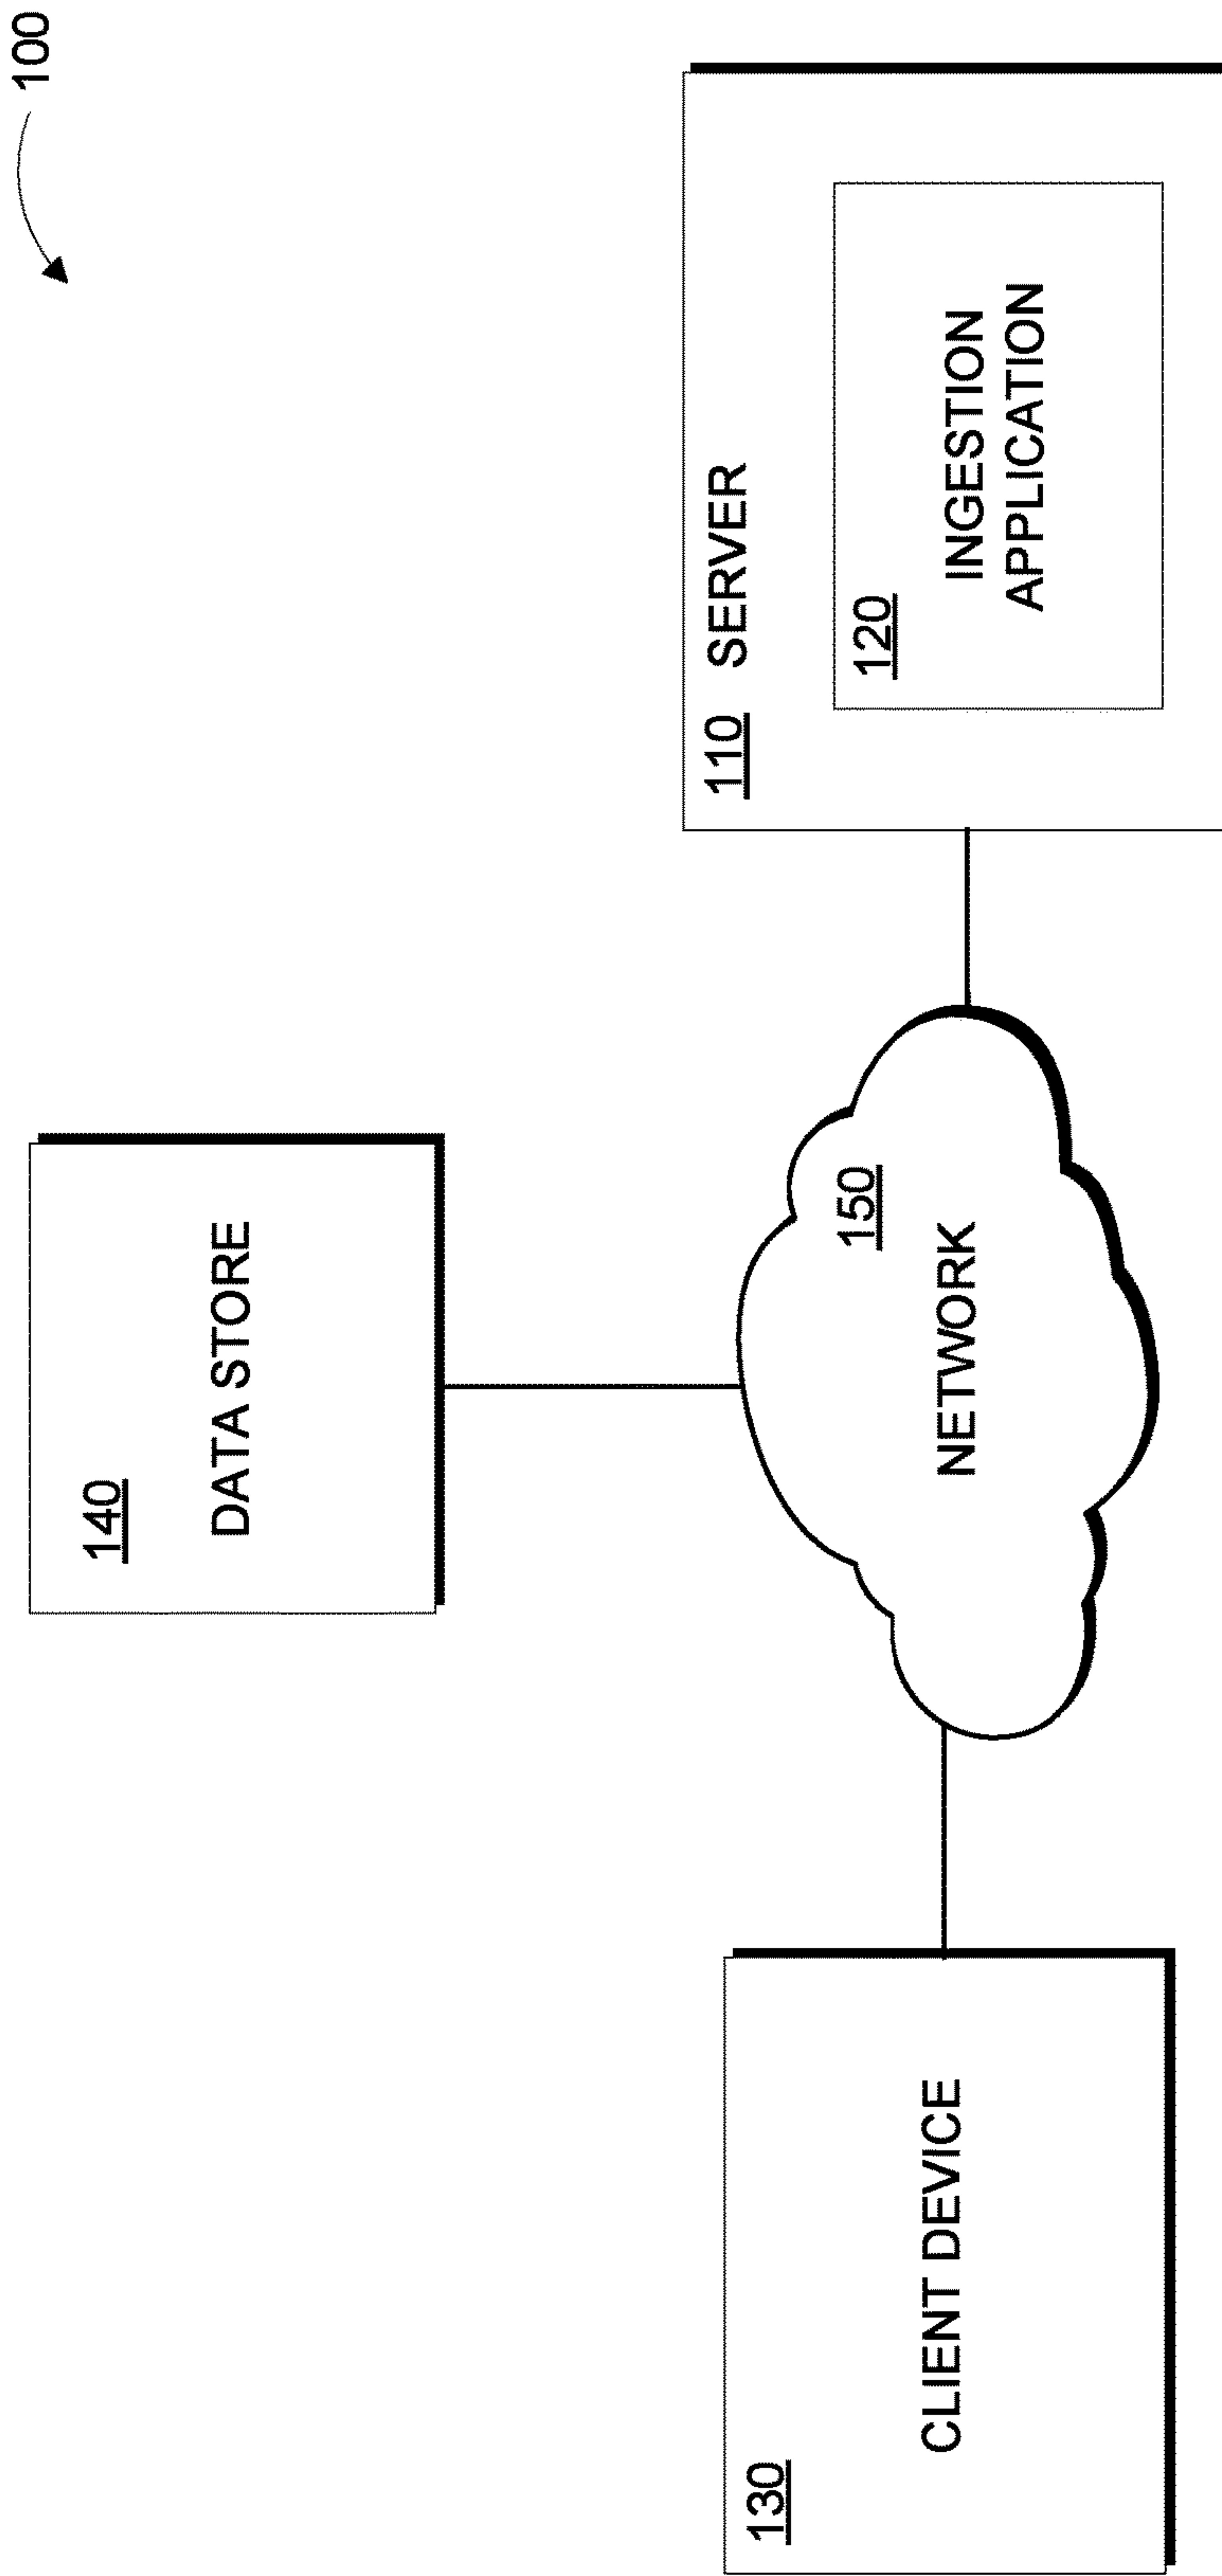 100
140
DATA STORE
130
CLIENT DEVICE
150
NETWORK
110 SERVER
120
INGESTION
APPLICATION